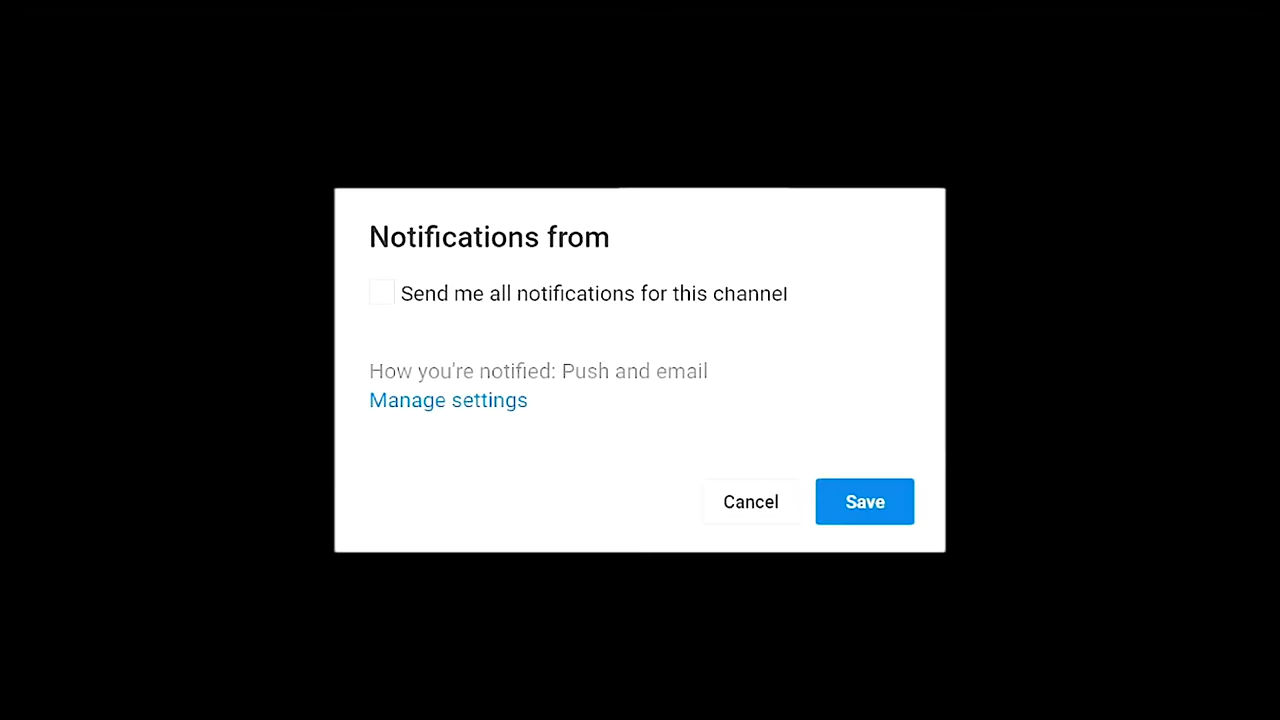 Notifications from
Send me all notifications for this channel
How you're notified: Push and email
Manage settings
Cancel Save